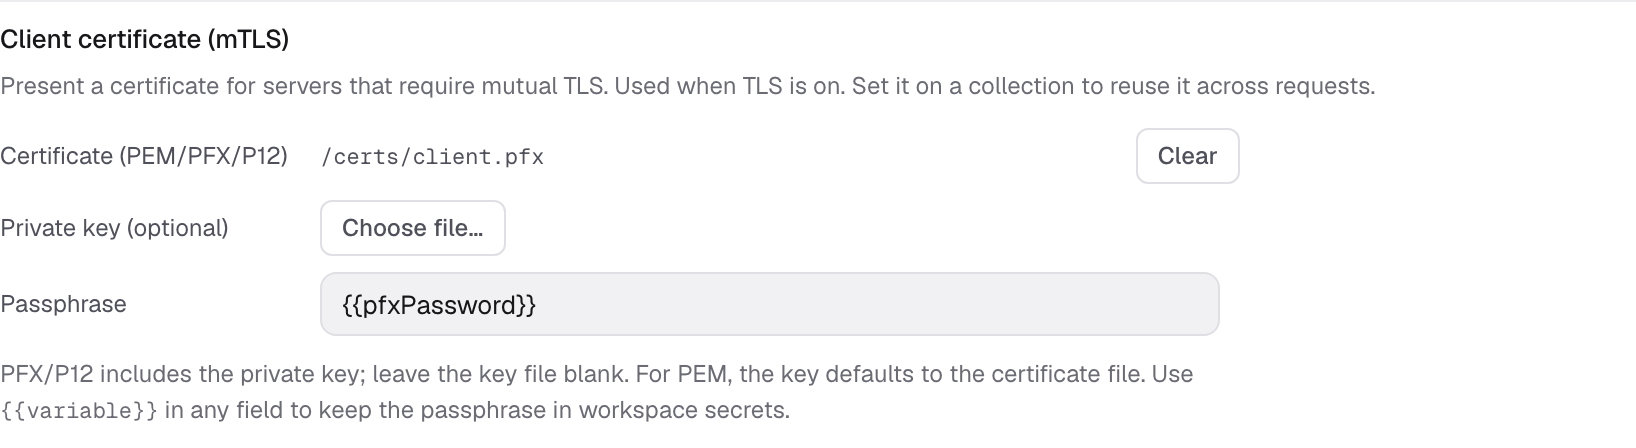 Client certificate (mTLS)
Present a certificate for servers that require mutual TLS. Used when TLS is on. Set it on a collection to reuse it across requests.
Certificate (PEM/PFX/P12) /certs/client.pfx Clear
Private key (optional) Choose file…
Passphrase {{pfxPassword}}
PFX/P12 includes the private key; leave the key file blank. For PEM, the key defaults to the certificate file. Use
{{variable}} in any field to keep the passphrase in workspace secrets.